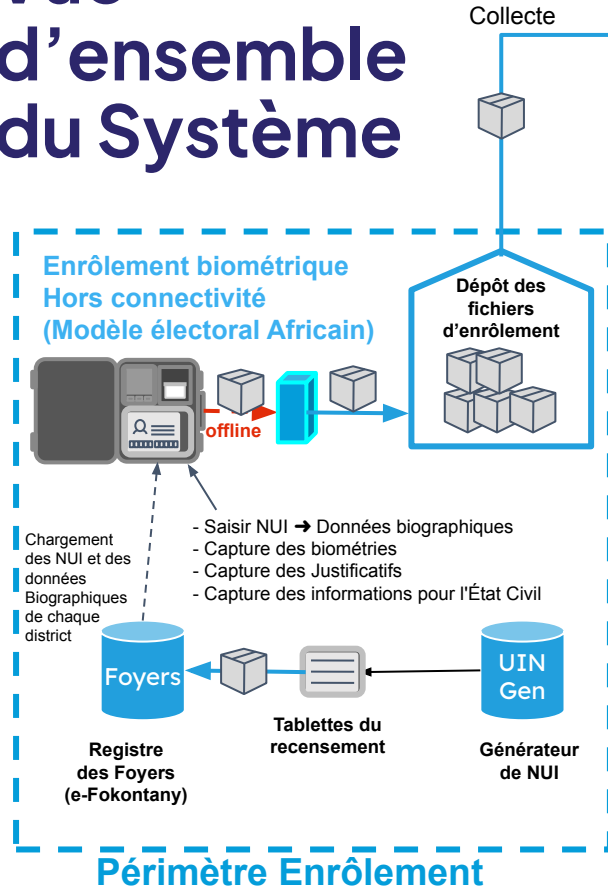 d'ensemble
du Système
Collecte
Enrôlement biométrique
Hors connectivité
(Modèle électoral Africain)
Dépôt des
fichiers
d'enrôlement
offline
- Saisir NUI ➜ Données biographiques
- Capture des biométries
- Capture des Justificatifs
- Capture des informations pour l'État Civil
Chargement
des NUI et des
données
Biographiques
de chaque
district
Foyers
UIN
Gen
Tablettes du
recensement
Registre
des Foyers
(e-Fokontany)
Générateur
de NUI
Périmètre Enrôlement